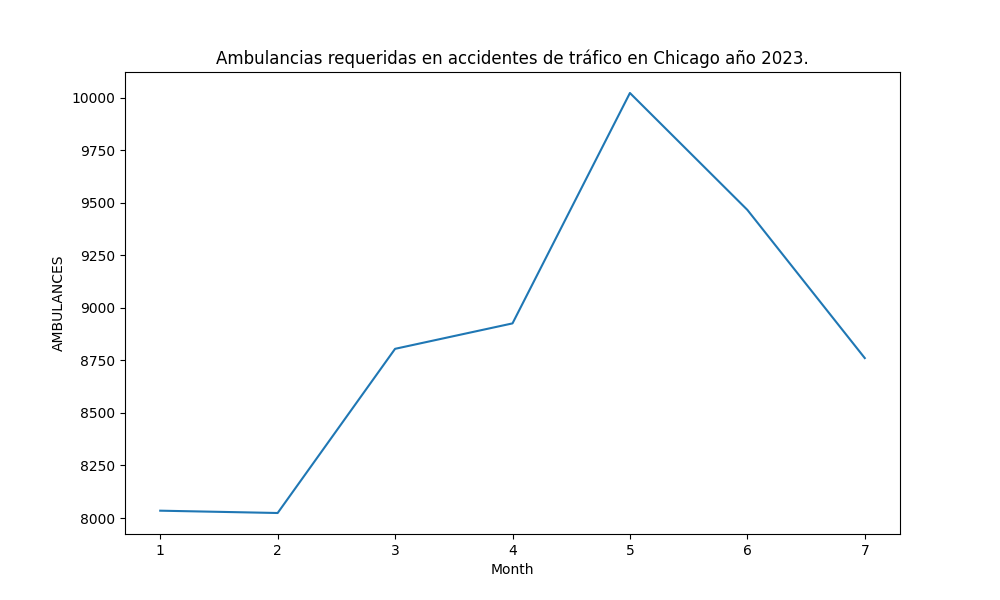 Ambulancias requeridas en accidentes de tráfico en Chicago año 2023.
10000
9750
9500
9250
9000
8750
8500
8250
8000
AMBULANCES
1 2 3 4 5 6 7
Month